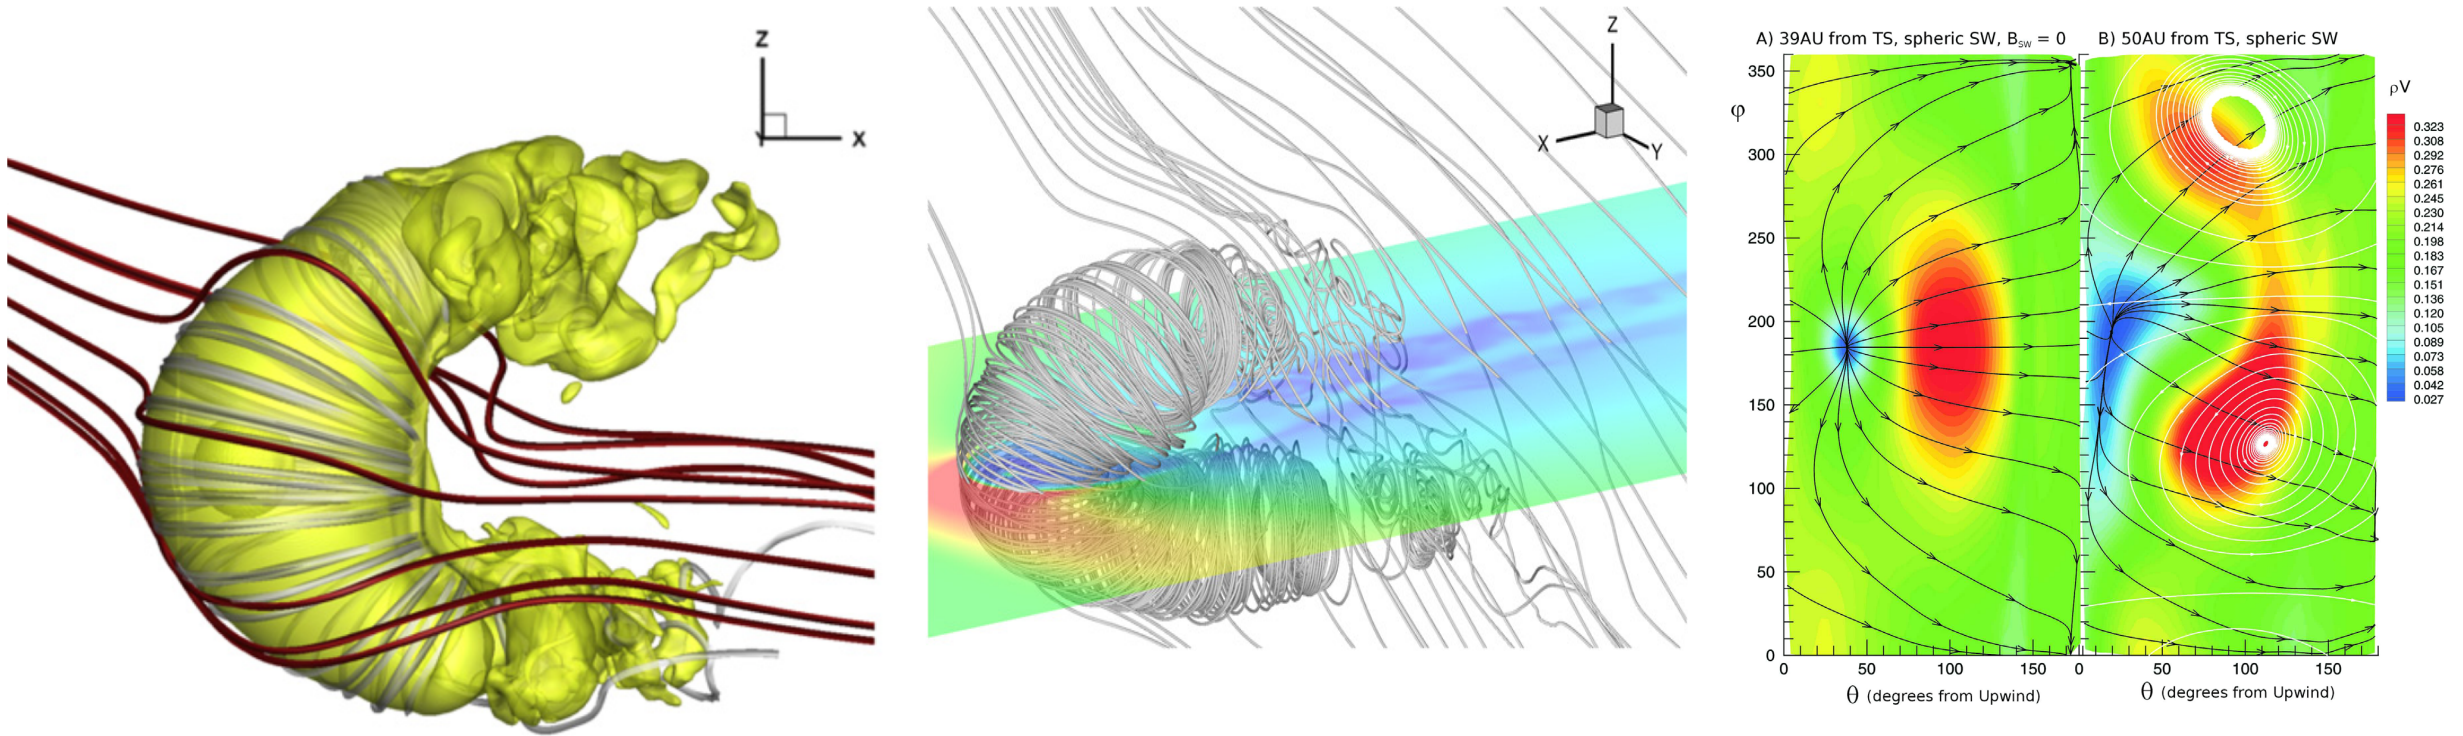 Z
X
Z
X
Y
A) 39AU from TS, spheric SW, B_SW = 0
B) 50AU from TS, spheric SW
φ
350
300
250
200
150
100
50
0
0 50 100 150
θ (degrees from Upwind)
0 50 100 150
θ (degrees from Upwind)
ρV
0.323
0.308
0.292
0.276
0.261
0.245
0.230
0.214
0.198
0.183
0.167
0.151
0.136
0.120
0.105
0.089
0.073
0.058
0.042
0.027